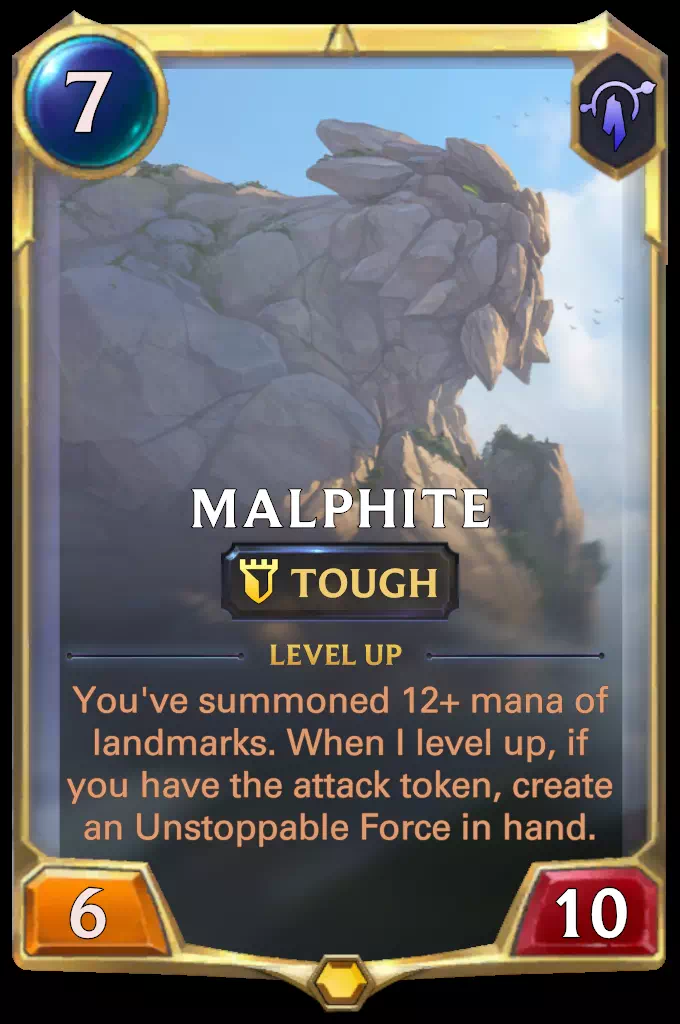 7
MALPHITE
TOUGH
LEVEL UP
You've summoned 12+ mana of
landmarks. When I level up, if
you have the attack token, create
an Unstoppable Force in hand.
6
10